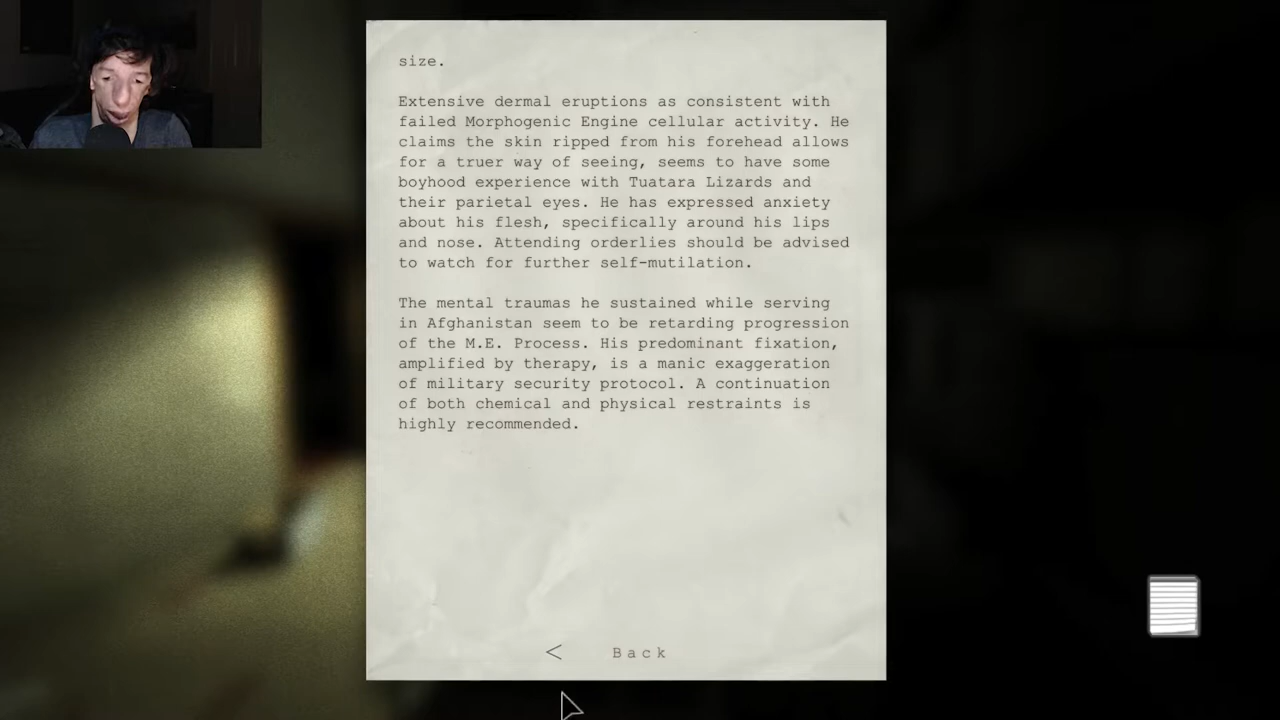 size.
Extensive dermal eruptions as consistent with
failed Morphogenic Engine cellular activity. He
claims the skin ripped from his forehead allows
for a truer way of seeing, seems to have some
boyhood experience with Tuatara Lizards and
their parietal eyes. He has expressed anxiety
about his flesh, specifically around his lips
and nose. Attending orderlies should be advised
to watch for further self-mutilation.
The mental traumas he sustained while serving
in Afghanistan seem to be retarding progression
of the M.E. Process. His predominant fixation,
amplified by therapy, is a manic exaggeration
of military security protocol. A continuation
of both chemical and physical restraints is
highly recommended.
< Back